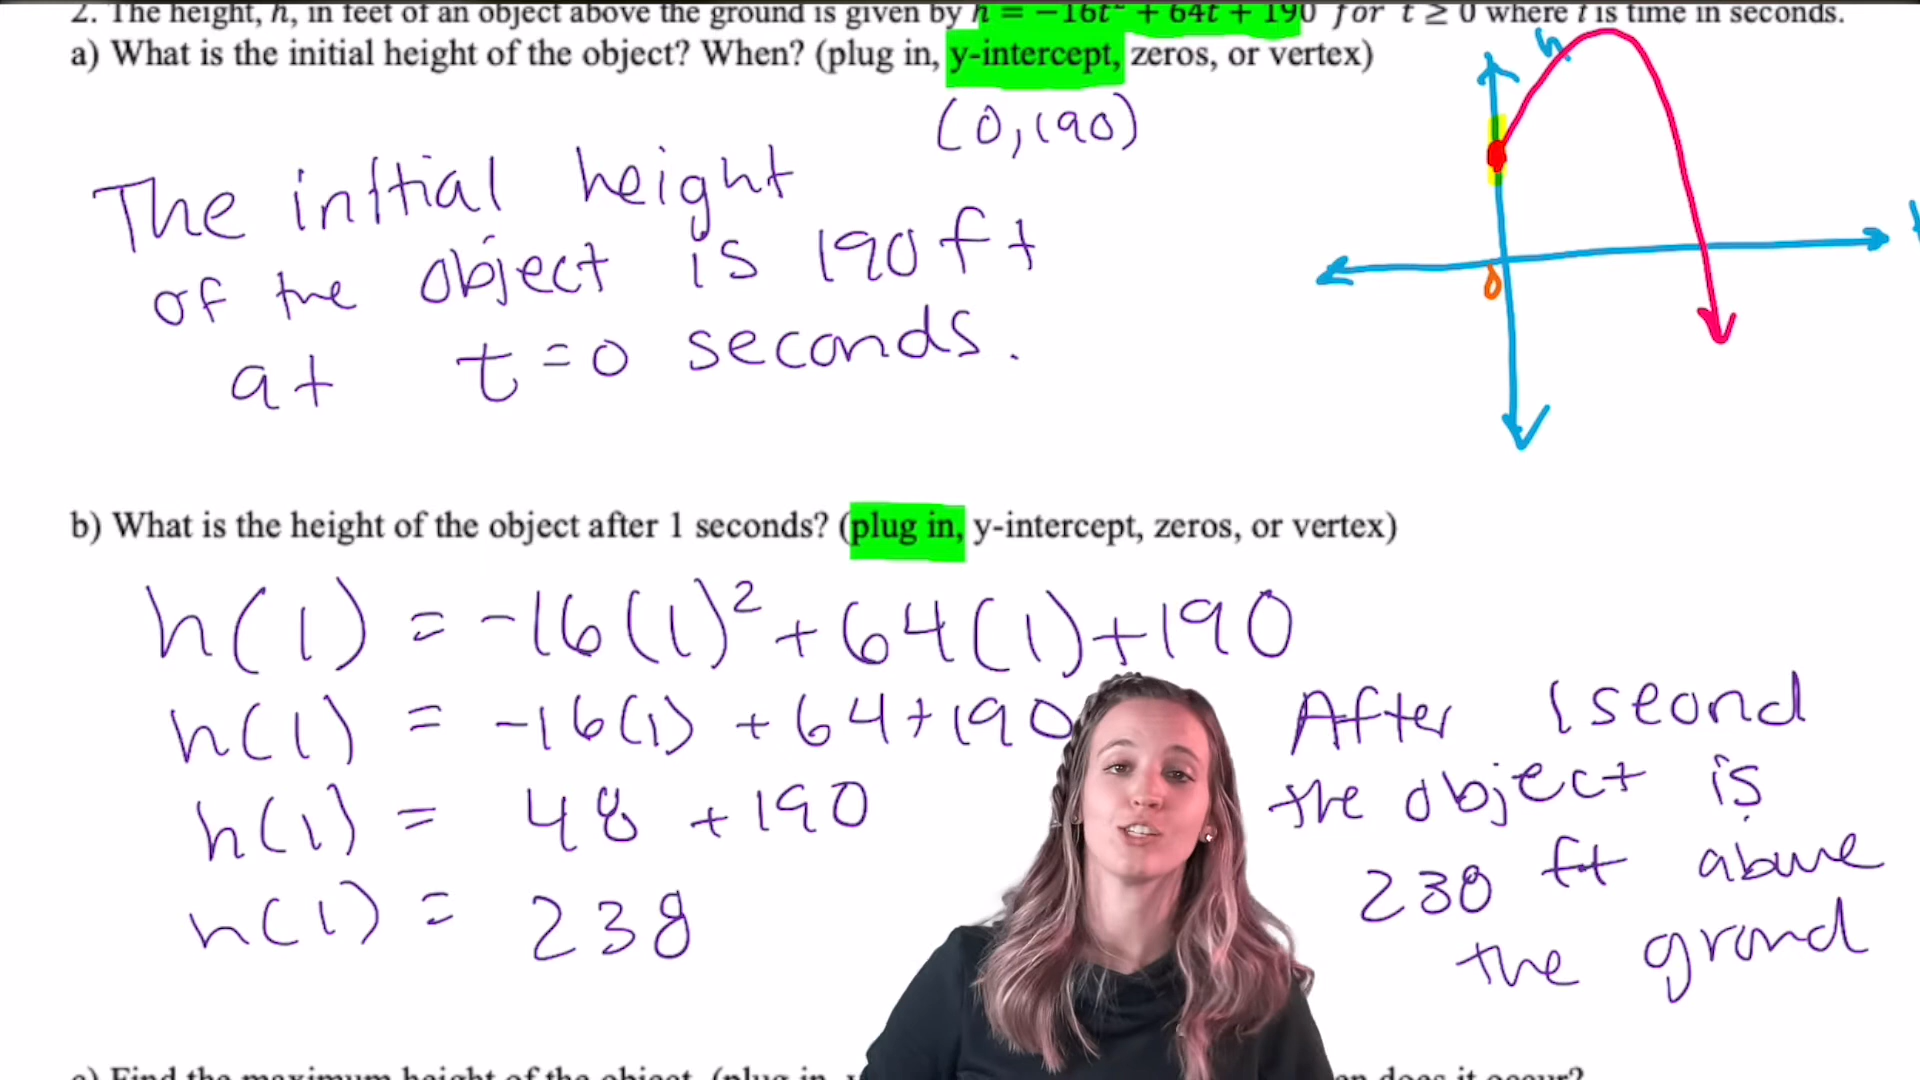 2. The height, h, in feet of an object above the ground is given by h = −16t² + 64t + 190 for t ≥ 0 where t is time in seconds.
a) What is the initial height of the object? When? (plug in, y-intercept, zeros, or vertex)
(0,190)
The initial height
of the object is 190 ft
at t=0 seconds.
h
t
0
b) What is the height of the object after 1 seconds? (plug in, y-intercept, zeros, or vertex)
h(1) = -16(1)²+64(1)+190
h(1) = -16(1) +64+190
h(1) = 48 +190
h(1) = 238
After 1 seond
the object is
238 ft above
the grond
c) Find the maximum height of the object. (plug in, does it occur?